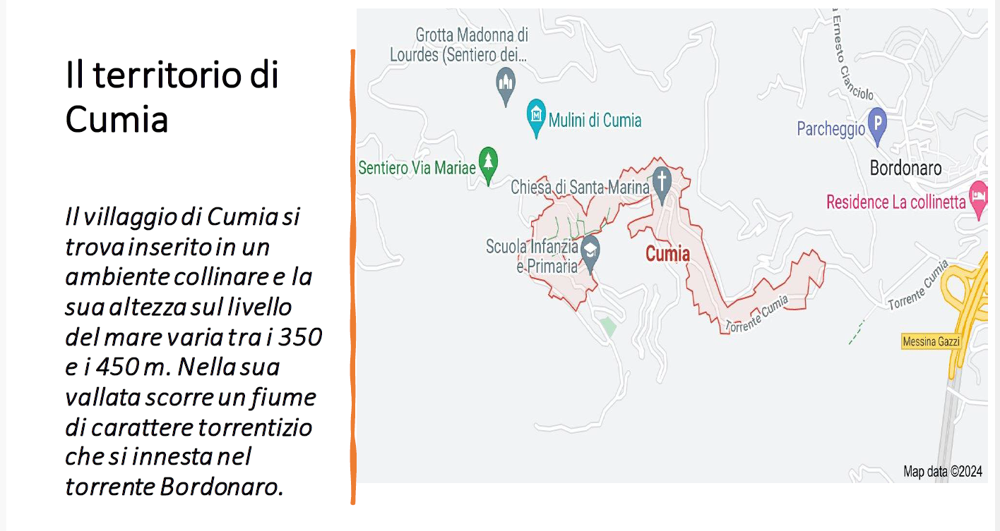 Il territorio di
Cumia
Il villaggio di Cumia si
trova inserito in un
ambiente collinare e la
sua altezza sul livello
del mare varia tra i 350
e i 450 m. Nella sua
vallata scorre un fiume
di carattere torrentizio
che si innesta nel
torrente Bordonaro.
Grotta Madonna di
Lourdes (Sentiero dei...
Mulini di Cumia
Sentiero Via Mariae
Chiesa di Santa Marina
Scuola Infanzia
e Primaria
Cumia
Torrente Cumia
Ernesto Cianciolo
Parcheggio
P
Bordonaro
Residence La collinetta
Torrente Cumia
Messina Gazzi
Map data ©2024